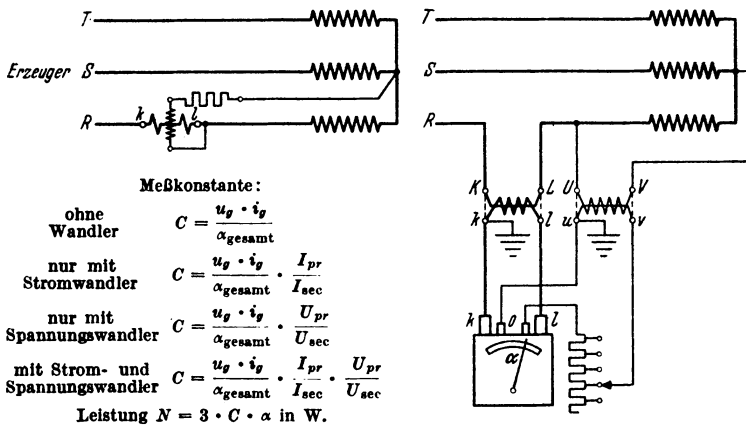 T
Erzeuger S
R k l
Meßkonstante:
ohne Wandler C = u_g · i_g / α_gesamt
nur mit Stromwandler C = u_g · i_g / α_gesamt · I_pr / I_sec
nur mit Spannungswandler C = u_g · i_g / α_gesamt · U_pr / U_sec
mit Strom- und Spannungswandler C = u_g · i_g / α_gesamt · I_pr / I_sec · U_pr / U_sec
Leistung N = 3 · C · α in W.
T
S
R
K L U V
k l u v
k 0 l
α